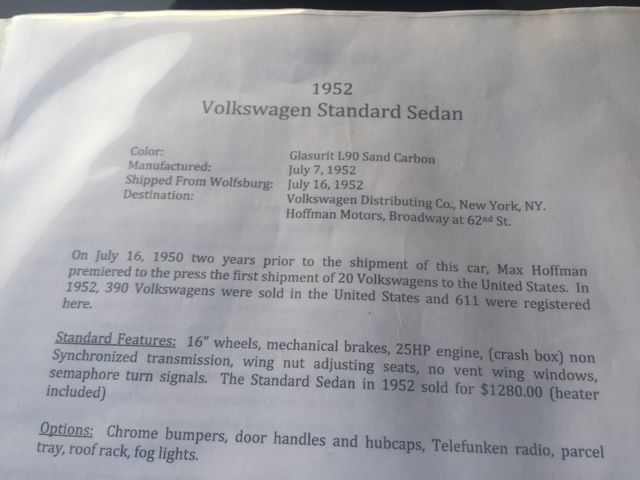 1952
Volkswagen Standard Sedan
Color: Glasurit L90 Sand Carbon
Manufactured: July 7, 1952
Shipped From Wolfsburg: July 16, 1952
Destination: Volkswagen Distributing Co., New York, NY.
Hoffman Motors, Broadway at 62nd St.
On July 16, 1950 two years prior to the shipment of this car, Max Hoffman
premiered to the press the first shipment of 20 Volkswagens to the United States. In
1952, 390 Volkswagens were sold in the United States and 611 were registered
here.
Standard Features: 16” wheels, mechanical brakes, 25HP engine, (crash box) non
Synchronized transmission, wing nut adjusting seats, no vent wing windows,
semaphore turn signals. The Standard Sedan in 1952 sold for $1280.00 (heater
included)
Options: Chrome bumpers, door handles and hubcaps, Telefunken radio, parcel
tray, roof rack, fog lights.